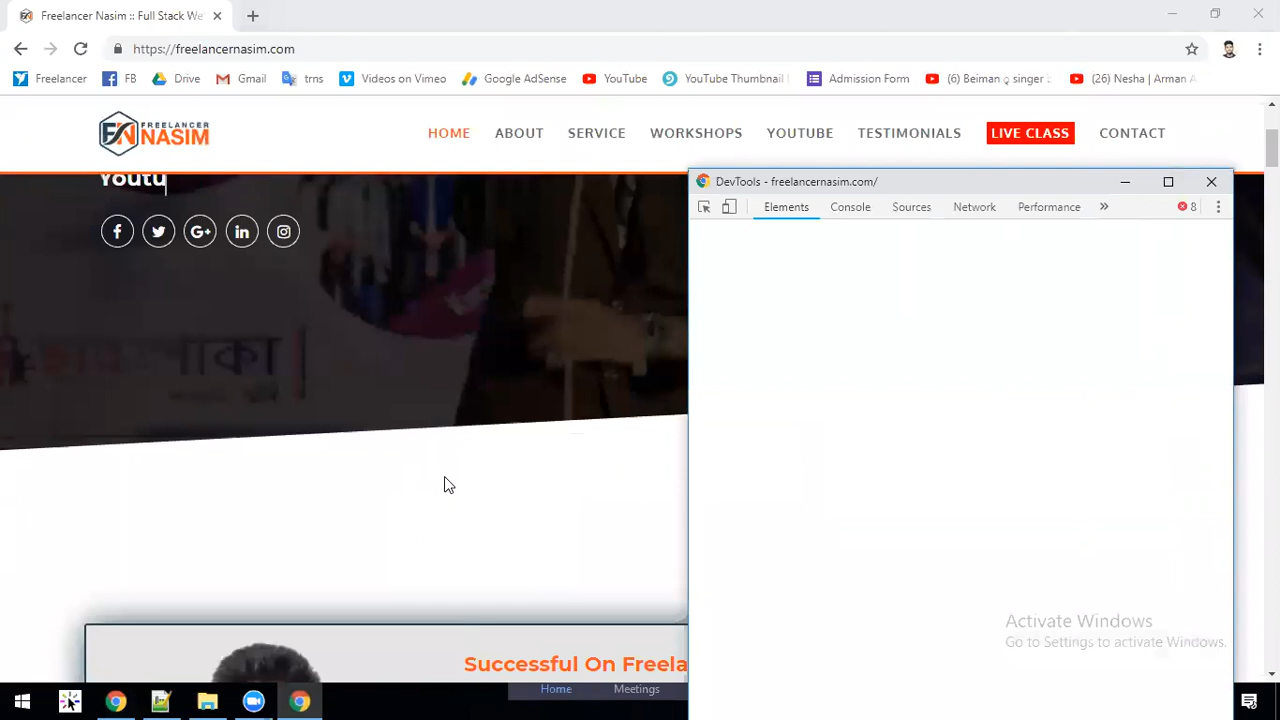 Freelancer Nasim :: Full Stack We
https://freelancernasim.com
Freelancer FB Drive Gmail trns Videos on Vimeo Google AdSense YouTube YouTube Thumbnail Admission Form (6) Beiman q singer (26) Nesha | Arman A
FREELANCER
NASIM
HOME ABOUT SERVICE WORKSHOPS YOUTUBE TESTIMONIALS LIVE CLASS CONTACT
Youtu
DevTools - freelancernasim.com/
Elements Console Sources Network Performance » 8
Activate Windows
Go to Settings to activate Windows.
Successful On Freela
Home Meetings